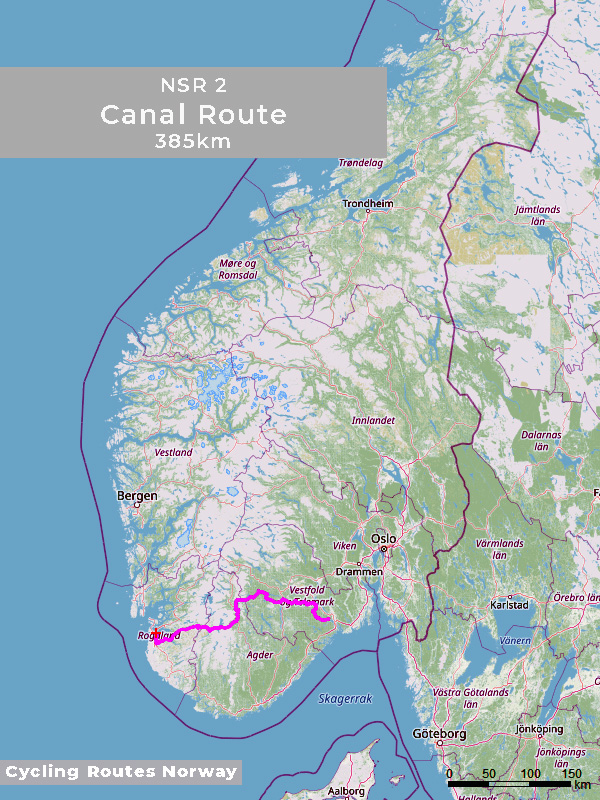 NSR 2
Canal Route
385km
Trøndelag
Trondheim
Jämtlands
län
Møre og
Romsdal
Innlandet
Dalarnas
län
Vestland
Bergen
Oslo
Viken
Drammen
Värmlands
län
Vestfold
og Telemark
Karlstad
Örebro län
Rogaland
Agder
Vänern
Skagerrak
Västra Götalands
län
Göteborg
Jönköping
Jönköpings
län
Cycling Routes Norway
0 50 100 150
km
Aalborg
Hallands